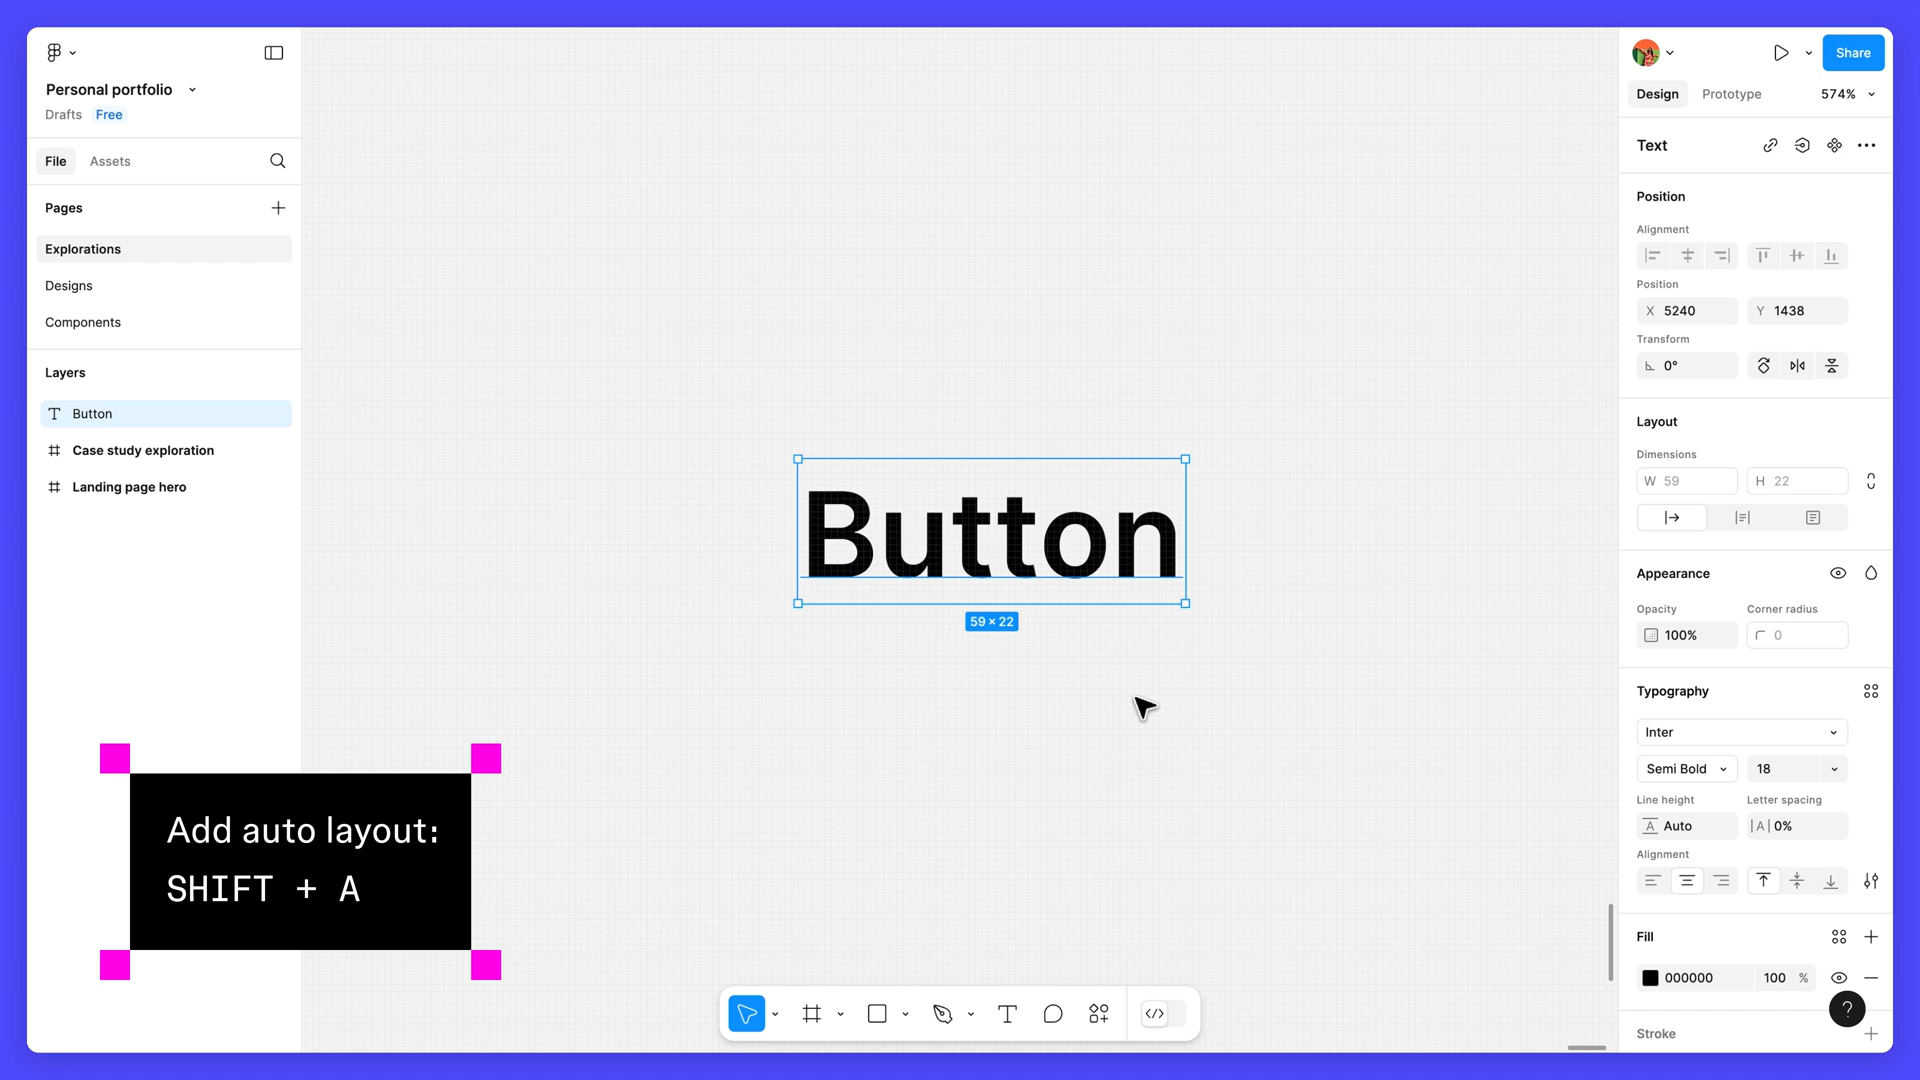 Personal portfolio
Drafts Free
File Assets
Pages
Explorations
Designs
Components
Layers
Button
Case study exploration
Landing page hero
Button
59 × 22
Add auto layout:
SHIFT + A
Share
Design Prototype 574%
Text
Position
Alignment
Position
X 5240 Y 1438
Transform
0°
Layout
Dimensions
W 59 H 22
Appearance
Opacity Corner radius
100% 0
Typography
Inter
Semi Bold 18
Line height Letter spacing
A Auto |A| 0%
Alignment
Fill
000000 100 %
?
Stroke